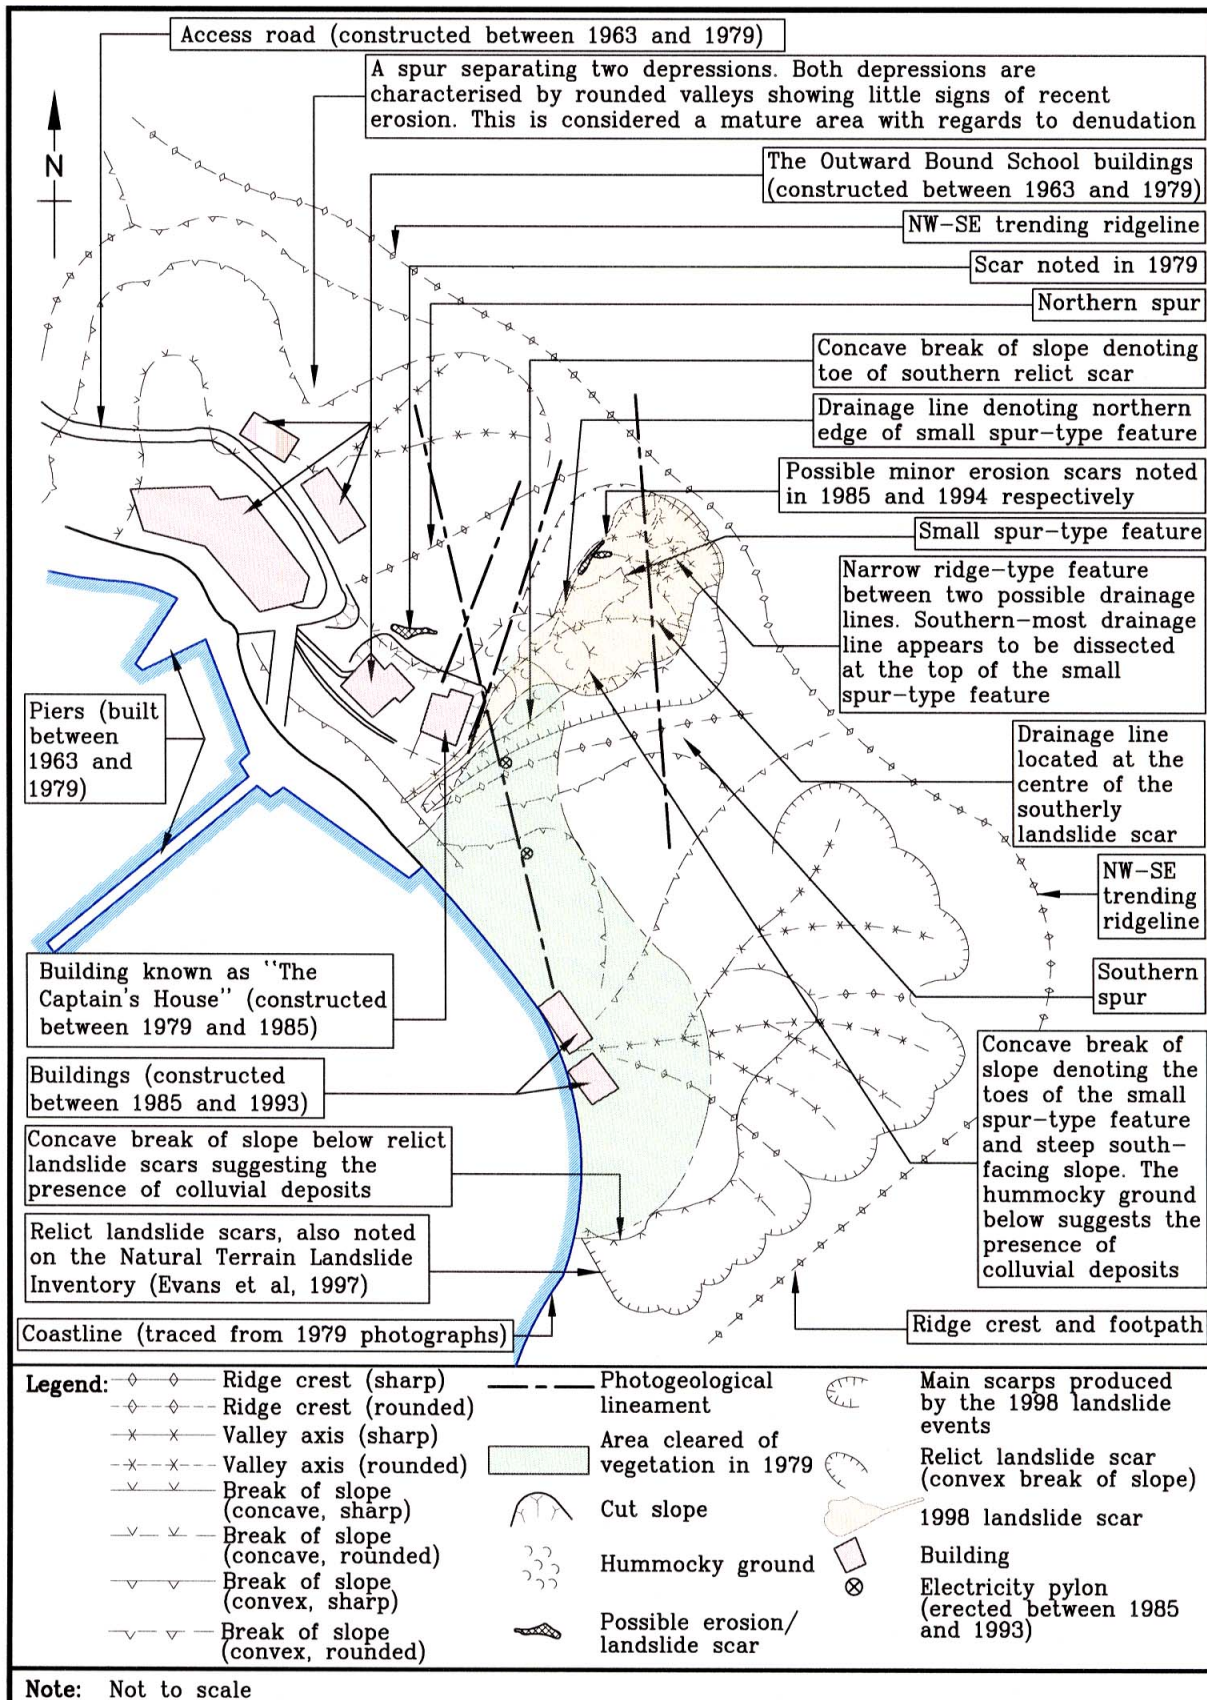 Access road (constructed between 1963 and 1979)
A spur separating two depressions. Both depressions are
characterised by rounded valleys showing little signs of recent
erosion. This is considered a mature area with regards to denudation
N
The Outward Bound School buildings
(constructed between 1963 and 1979)
NW-SE trending ridgeline
Scar noted in 1979
Northern spur
Concave break of slope denoting
toe of southern relict scar
Drainage line denoting northern
edge of small spur-type feature
Possible minor erosion scars noted
in 1985 and 1994 respectively
Small spur-type feature
Narrow ridge-type feature
between two possible drainage
lines. Southern-most drainage
line appears to be dissected
at the top of the small
spur-type feature
Piers (built
between
1963 and
1979)
Drainage line
located at the
centre of the
southerly
landslide scar
NW-SE
trending
ridgeline
Southern
spur
Building known as "The
Captain's House" (constructed
between 1979 and 1985)
Buildings (constructed
between 1985 and 1993)
Concave break of slope below relict
landslide scars suggesting the
presence of colluvial deposits
Relict landslide scars, also noted
on the Natural Terrain Landslide
Inventory (Evans et al, 1997)
Concave break of
slope denoting the
toes of the small
spur-type feature
and steep south-
facing slope. The
hummocky ground
below suggests the
presence of
colluvial deposits
Coastline (traced from 1979 photographs)
Ridge crest and footpath
Legend:
Ridge crest (sharp)
Ridge crest (rounded)
Valley axis (sharp)
Valley axis (rounded)
Break of slope
(concave, sharp)
Break of slope
(concave, rounded)
Break of slope
(convex, sharp)
Break of slope
(convex, rounded)
Photogeological
lineament
Area cleared of
vegetation in 1979
Cut slope
Hummocky ground
Possible erosion/
landslide scar
Main scarps produced
by the 1998 landslide
events
Relict landslide scar
(convex break of slope)
1998 landslide scar
Building
Electricity pylon
(erected between 1985
and 1993)
Note: Not to scale